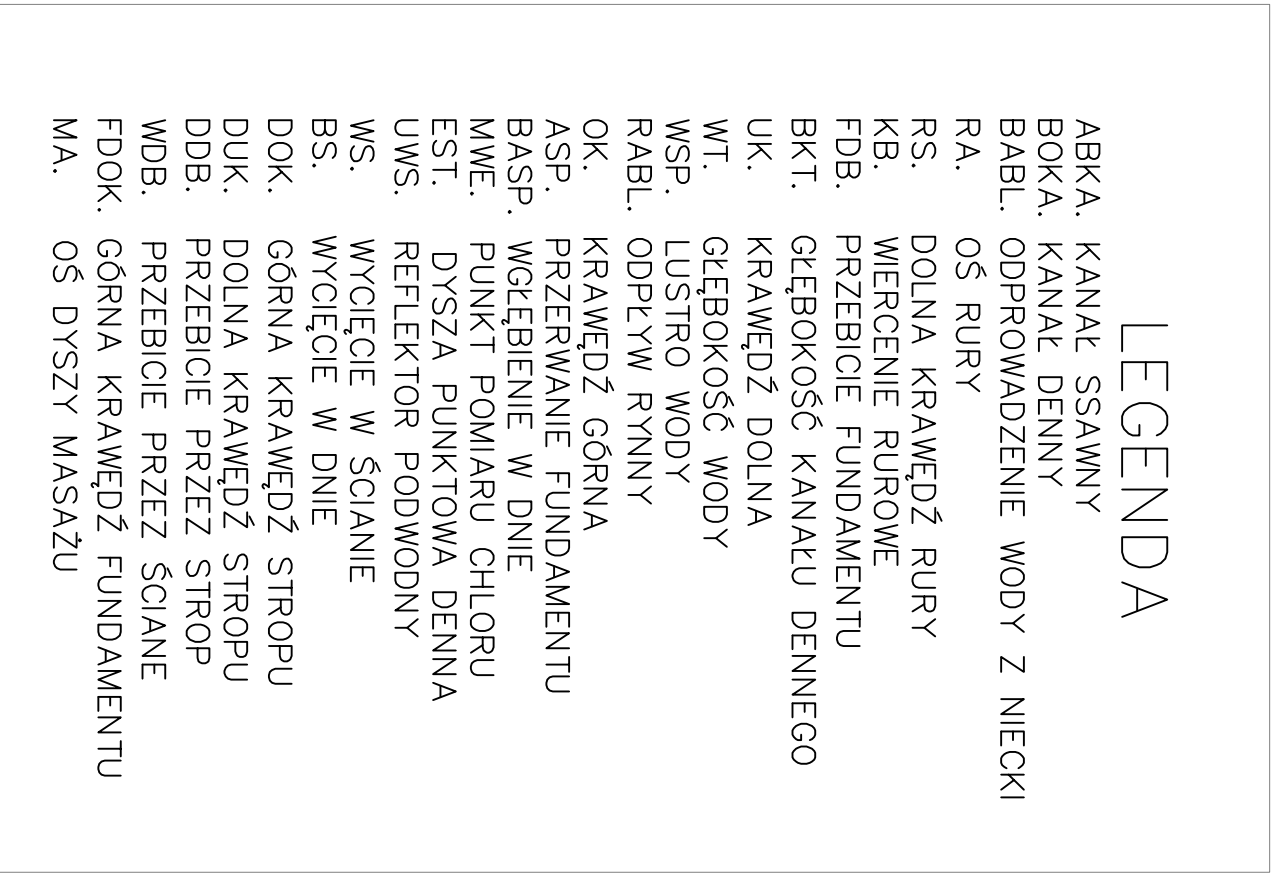 LEGENDA
ABKA. KANAŁ SSAWNY
BOKA. KANAŁ DENNY
BABL. ODPROWADZENIE WODY Z NIECKI
RA. OŚ RURY
RS. DOLNA KRAWĘDŹ RURY
KB. WIERCENIE RUROWE
FDB. PRZEBICIE FUNDAMENTU
BKT. GŁĘBOKOŚĆ KANAŁU DENNEGO
UK. KRAWĘDŹ DOLNA
WT. GŁĘBOKOŚĆ WODY
WSP. LUSTRO WODY
RABL. ODPŁYW RYNNY
OK. KRAWĘDŹ GÓRNA
ASP. PRZERWANIE FUNDAMENTU
BASP. WGŁĘBIENIE W DNIE
MWE. PUNKT POMIARU CHLORU
EST. DYSZA PUNKTOWA DENNA
UWS. REFLEKTOR PODWODNY
WS. WYCIĘCIE W ŚCIANIE
BS. WYCIĘCIE W DNIE
DOK. GÓRNA KRAWĘDŹ STROPU
DUK. DOLNA KRAWĘDŹ STROPU
DDB. PRZEBICIE PRZEZ STROP
WDB. PRZEBICIE PRZEZ ŚCIANE
FDOK. GÓRNA KRAWĘDŹ FUNDAMENTU
MA. OŚ DYSZY MASAŻU